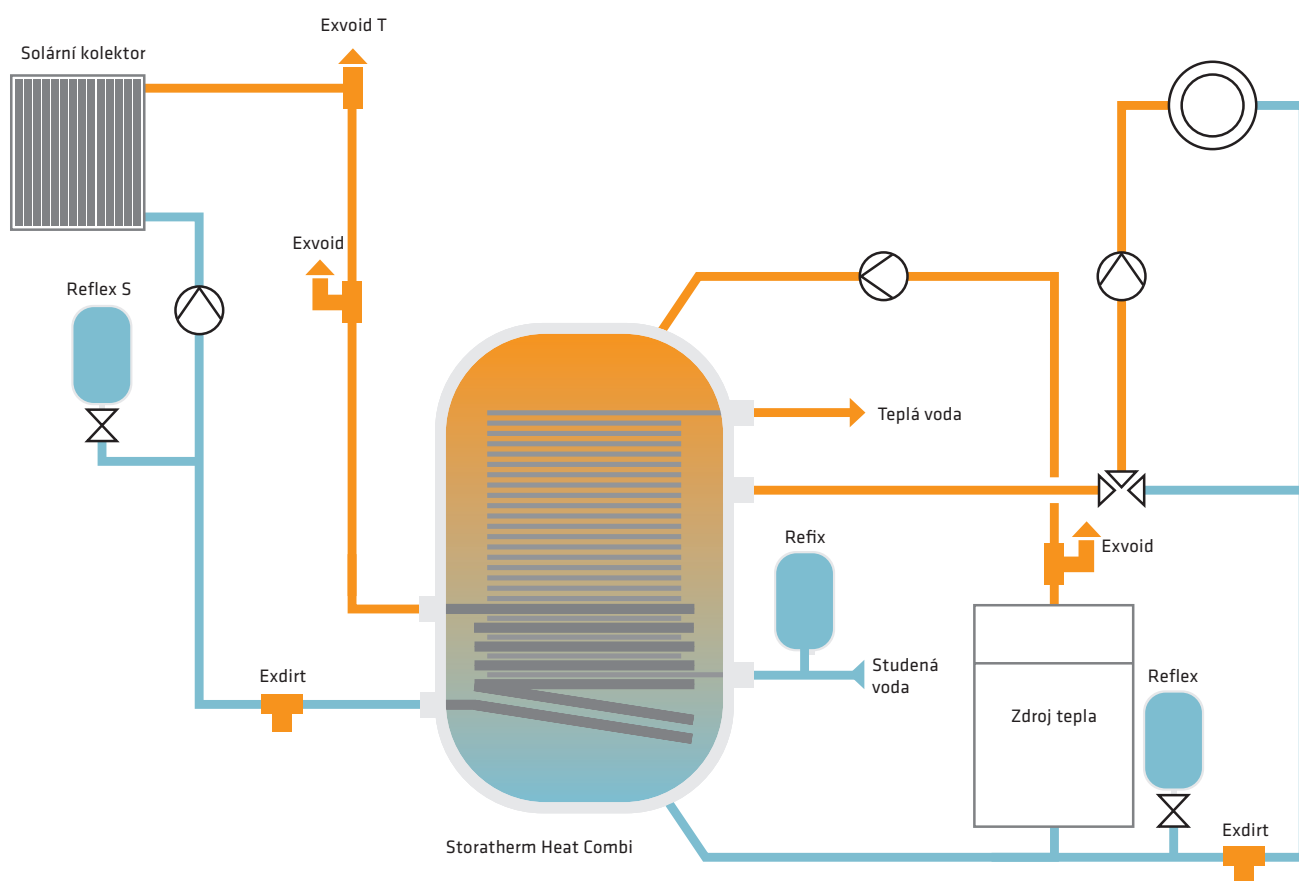 Exvoid T
Solární kolektor
Exvoid
Reflex S
Teplá voda
Refix
Exvoid
Studená
voda
Exdirt
Reflex
Zdroj tepla
Exdirt
Storatherm Heat Combi